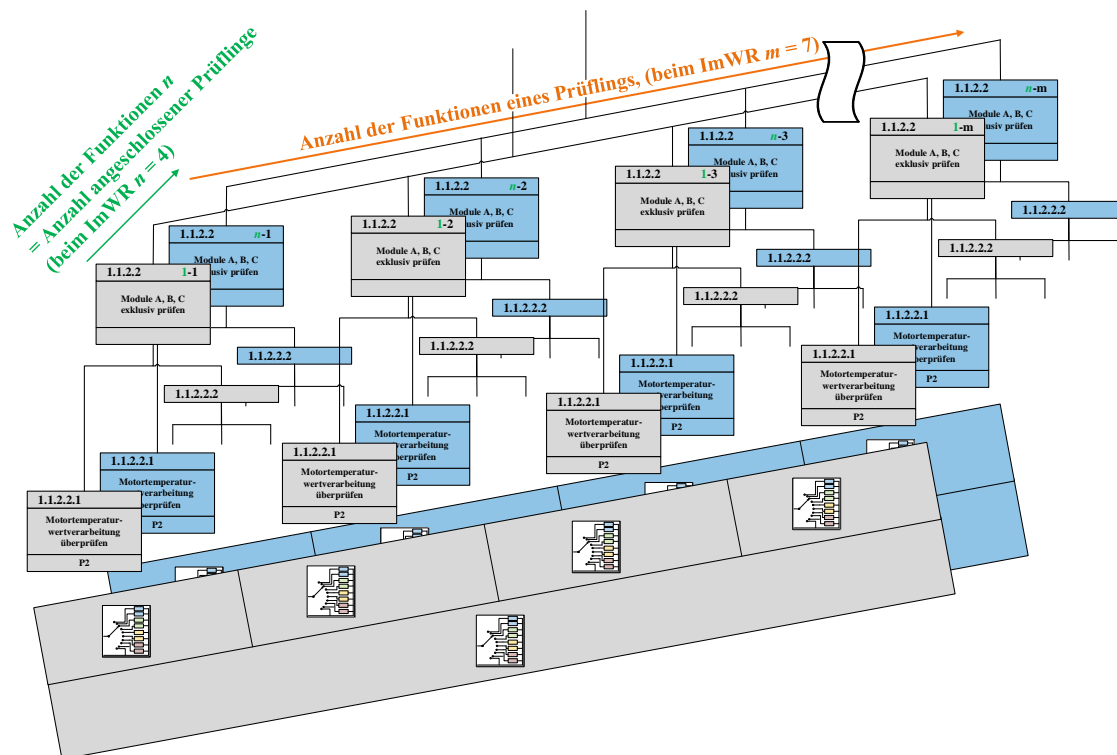 Anzahl der Funktionen n
= Anzahl angeschlossener Prüflinge
(beim ImWR n = 4)
Anzahl der Funktionen eines Prüflings, (beim ImWR m = 7)
1.1.2.2 n-m
Module A, B, C
exklusiv prüfen
1.1.2.2 1-m
Module A, B, C
exklusiv prüfen
1.1.2.2 n-3
Module A, B, C
exklusiv prüfen
1.1.2.2 1-3
Module A, B, C
exklusiv prüfen
1.1.2.2 n-2
Module A, B, C
xklusiv prüfen
1.1.2.2 1-2
Module A, B, C
exklusiv prüfen
1.1.2.2 n-1
Module A, B, C
xklusiv prüfen
1.1.2.2 1-1
Module A, B, C
exklusiv prüfen
1.1.2.2.2
1.1.2.2.2
1.1.2.2.2
1.1.2.2.2
1.1.2.2.2
1.1.2.2.2
1.1.2.2.2
1.1.2.2.2
1.1.2.2.1
Motortemperatur-
wertverarbeitung
überprüfen
P2
1.1.2.2.1
Motortemperatur-
wertverarbeitung
überprüfen
P2
1.1.2.2.1
Motortemperatur-
wertverarbeitung
überprüfen
P2
1.1.2.2.1
Motortemperatur-
wertverarbeitung
überprüfen
P2
1.1.2.2.1
Motortemperatur-
wertverarbeitung
überprüfen
P2
1.1.2.2.1
Motortemperatur-
wertverarbeitung
überprüfen
P2
1.1.2.2.1
Motortemperatur-
wertverarbeitung
überprüfen
P2
1.1.2.2.1
Motortemperatur-
wertverarbeitung
überprüfen
P2